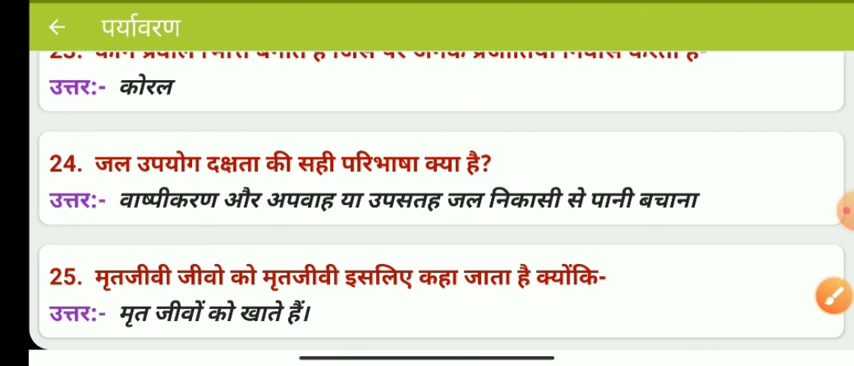 ← पर्यावरण
उत्तर:- कोरल
24. जल उपयोग दक्षता की सही परिभाषा क्या है?
उत्तर:- वाष्पीकरण और अपवाह या उपसतह जल निकासी से पानी बचाना
25. मृतजीवी जीवो को मृतजीवी इसलिए कहा जाता है क्योंकि-
उत्तर:- मृत जीवों को खाते हैं।